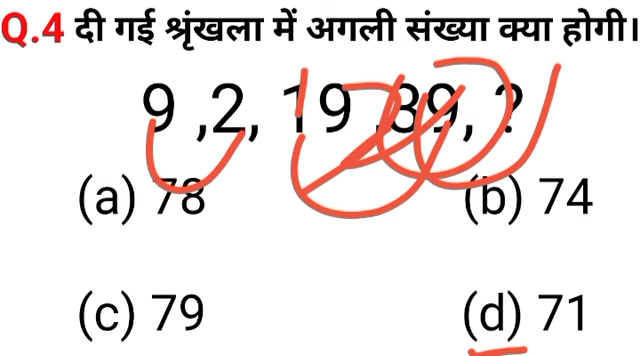 Q.4 दी गई श्रृंखला में अगली संख्या क्या होगी।
9 ,2, 19 ,39, ?
(a) 78 (b) 74
(c) 79 (d) 71